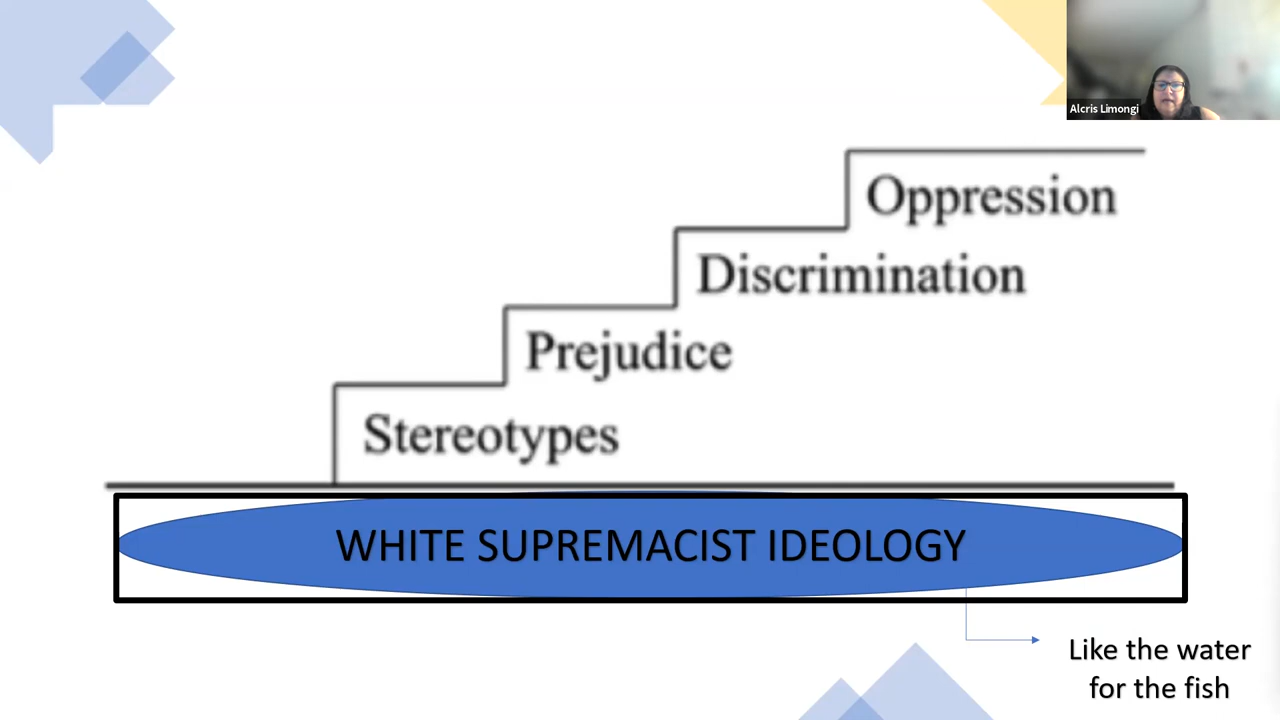 Alcris Limongi
Oppression
Discrimination
Prejudice
Stereotypes
WHITE SUPREMACIST IDEOLOGY
Like the water
for the fish